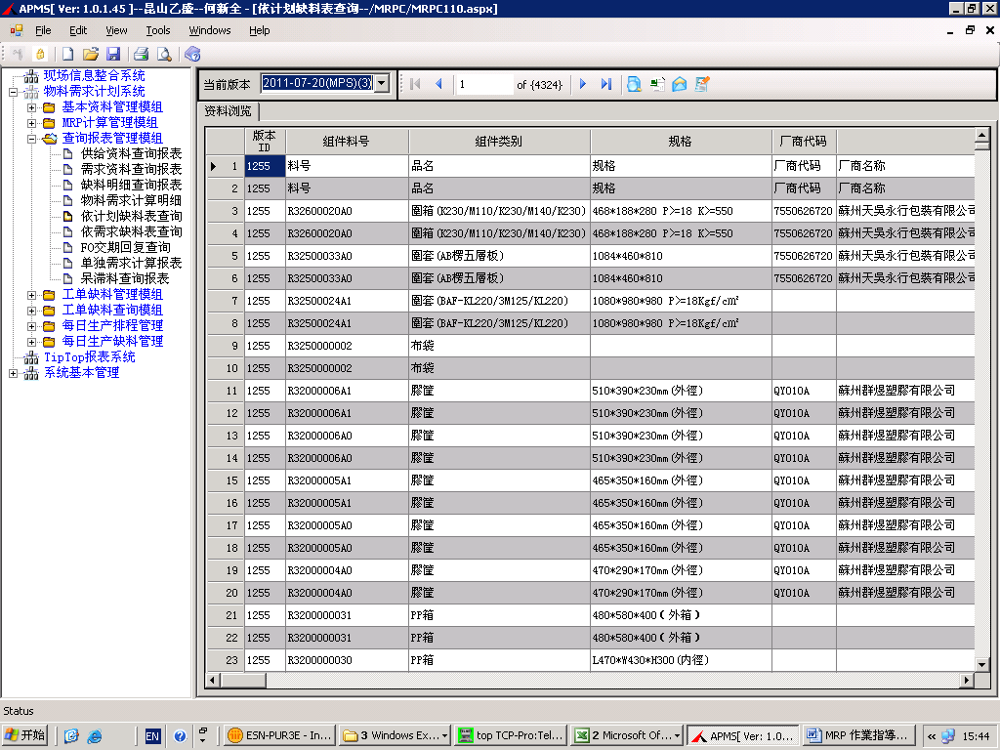 APMS[ Ver: 1.0.1.45 ]--昆山乙盛--何新全 - [依计划缺料表查询--/MRPC/MRPC110.aspx]
File Edit View Tools Windows Help
现场信息整合系统
物料需求计划系统
基本资料管理模组
MRP计算管理模组
查询报表管理模组
供给资料查询报表
需求资料查询报表
缺料明细查询报表
物料需求计算明细
依计划缺料表查询
依需求缺料表查询
FO交期回复查询
单独需求计算报表
呆滞料查询报表
工单缺料管理模组
工单缺料查询模组
每日生产排程管理
每日生产缺料管理
TipTop报表系统
系统基本管理
当前版本 2011-07-20(MPS)(3) 1 of {4324}
资料浏览
版本ID 组件料号 组件类别 规格 厂商代码
1 1255 料号 品名 规格 厂商代码 厂商名称
2 1255 料号 品名 规格 厂商代码 厂商名称
3 1255 R32600020A0 圍箱(K230/M110/K230/M140/K230) 468*188*280 P>=18 K>=550 7550626720 蘇州天吳永行包裝有限公司
4 1255 R32600020A0 圍箱(K230/M110/K230/M140/K230) 468*188*280 P>=18 K>=550 7550626720 蘇州天吳永行包裝有限公司
5 1255 R32500033A0 圍套(AB楞五層板) 1084*460*810 7550626720 蘇州天吳永行包裝有限公司
6 1255 R32500033A0 圍套(AB楞五層板) 1084*460*810 7550626720 蘇州天吳永行包裝有限公司
7 1255 R32500024A1 圍套(BAF-KL220/3M125/KL220) 1080*980*980 P>=18Kgf/c㎡
8 1255 R32500024A1 圍套(BAF-KL220/3M125/KL220) 1080*980*980 P>=18Kgf/c㎡
9 1255 R3250000002 布袋
10 1255 R3250000002 布袋
11 1255 R32000006A1 膠筐 510*390*230mm(外徑) QY010A 蘇州群煜塑膠有限公司
12 1255 R32000006A1 膠筐 510*390*230mm(外徑) QY010A 蘇州群煜塑膠有限公司
13 1255 R32000006A0 膠筐 510*390*230mm(外徑) QY010A 蘇州群煜塑膠有限公司
14 1255 R32000006A0 膠筐 510*390*230mm(外徑) QY010A 蘇州群煜塑膠有限公司
15 1255 R32000005A1 膠筐 465*350*160mm(外徑) QY010A 蘇州群煜塑膠有限公司
16 1255 R32000005A1 膠筐 465*350*160mm(外徑) QY010A 蘇州群煜塑膠有限公司
17 1255 R32000005A0 膠筐 465*350*160mm(外徑) QY010A 蘇州群煜塑膠有限公司
18 1255 R32000005A0 膠筐 465*350*160mm(外徑) QY010A 蘇州群煜塑膠有限公司
19 1255 R32000004A0 膠筐 470*290*170mm(外徑) QY010A 蘇州群煜塑膠有限公司
20 1255 R32000004A0 膠筐 470*290*170mm(外徑) QY010A 蘇州群煜塑膠有限公司
21 1255 R3200000031 PP箱 480*580*400(外箱)
22 1255 R3200000031 PP箱 480*580*400(外箱)
23 1255 R3200000030 PP箱 L470*W430*H300(內徑)
Status
开始 EN ESN-PUR3E - In... 3 Windows Ex... top TCP-Pro:Tel... 2 Microsoft Of... APMS[ Ver: 1.0... MRP 作業指導... « 15:44